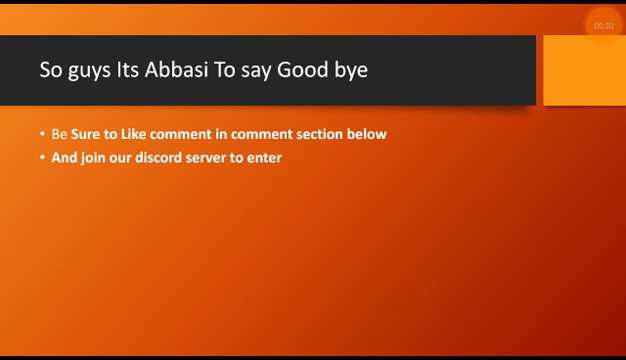 00:30
So guys Its Abbasi To say Good bye
• Be Sure to Like comment in comment section below
• And join our discord server to enter